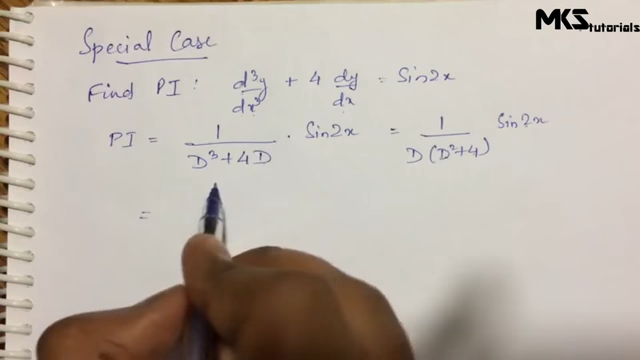 MKS tutorials
Special Case
Find PI : d³y/dx³ + 4 dy/dx = Sin2x
PI = 1/(D³+4D) . Sin2x = 1/(D(D²+4)) Sin2x
=